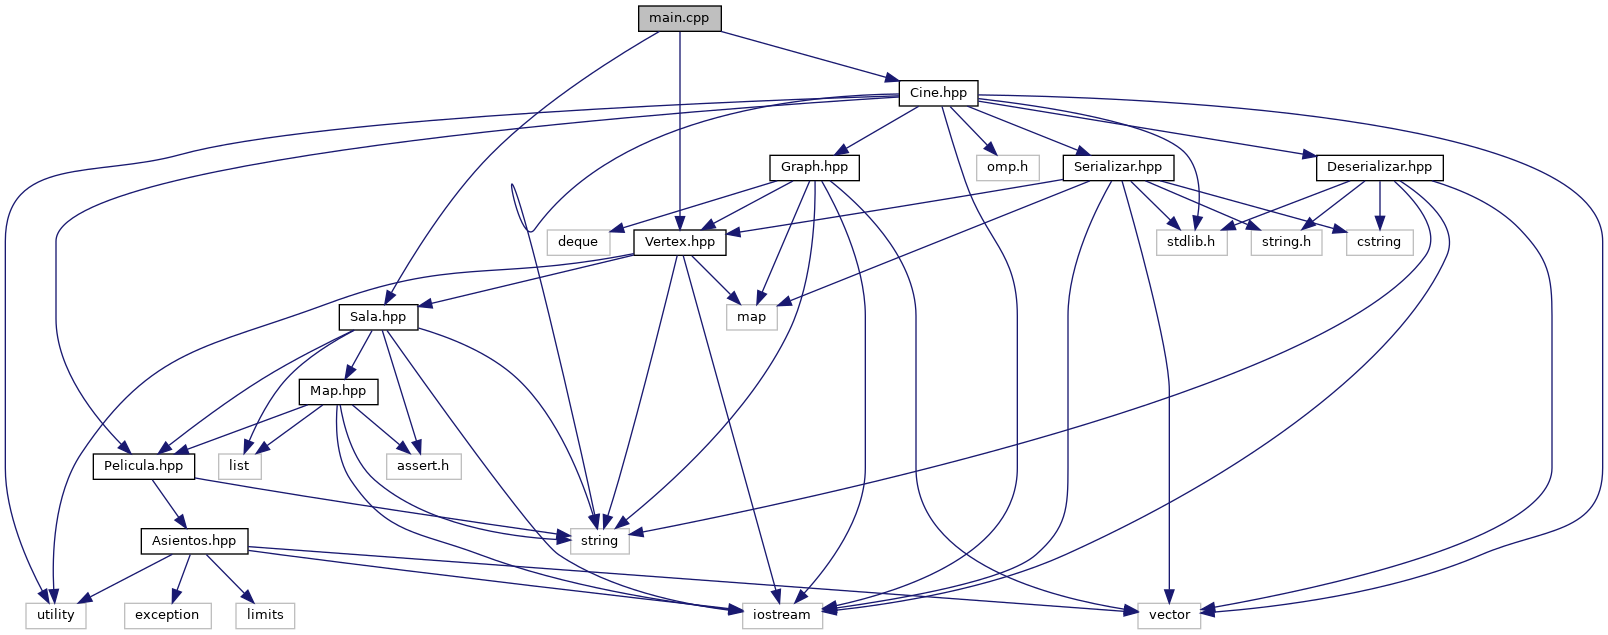 main.cpp
Cine.hpp
Graph.hpp
omp.h
Serializar.hpp
Deserializar.hpp
deque
Vertex.hpp
stdlib.h
string.h
cstring
Sala.hpp
map
Map.hpp
Pelicula.hpp
list
assert.h
Asientos.hpp
string
utility
exception
limits
iostream
vector